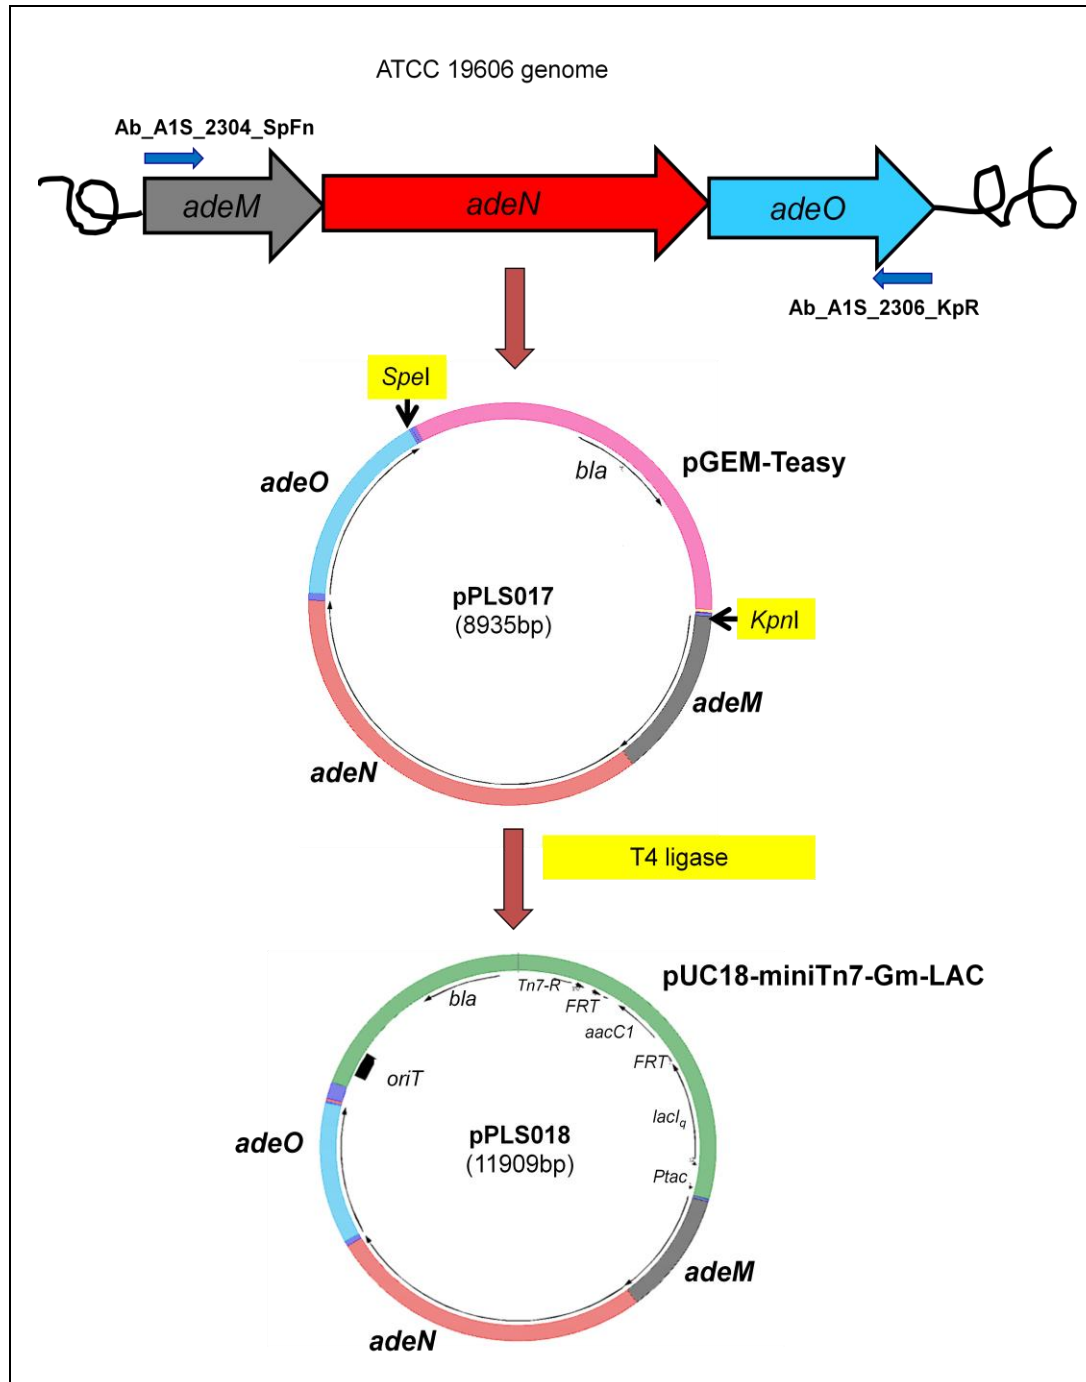 ATCC 19606 genome
Ab_A1S_2304_SpFn
adeM
adeN
adeO
Ab_A1S_2306_KpR
SpeI
adeO
bla
pGEM-Teasy
pPLS017
(8935bp)
KpnI
adeM
adeN
T4 ligase
pUC18-miniTn7-Gm-LAC
bla
Tn7-R
FRT
aacC1
FRT
oriT
lacIq
adeO
pPLS018
(11909bp)
Ptac
adeM
adeN